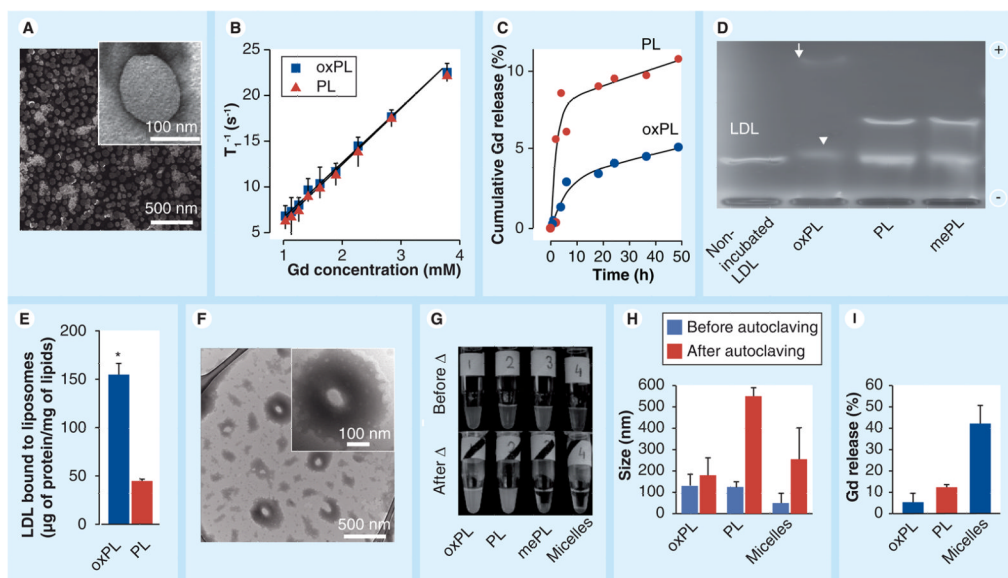 A
100 nm
500 nm
B
25
20
15
10
5
T₁⁻¹ (s⁻¹)
oxPL
PL
1
2
3
4
Gd concentration (mM)
C
Cumulative Gd release (%)
10
5
0
PL
oxPL
0
10
20
30
40
50
Time (h)
D
+
LDL
-
Non-
incubated
LDL
oxPL
PL
mePL
E
LDL bound to liposomes
(µg of protein/mg of lipids)
200
150
100
50
0
*
oxPL
PL
F
100 nm
500 nm
G
Before Δ
After Δ
1
2
3
4
oxPL
PL
mePL
Micelles
H
Before autoclaving
After autoclaving
Size (nm)
600
500
400
300
200
100
0
oxPL
PL
Micelles
I
Gd release (%)
60
50
40
30
20
10
0
oxPL
PL
Micelles